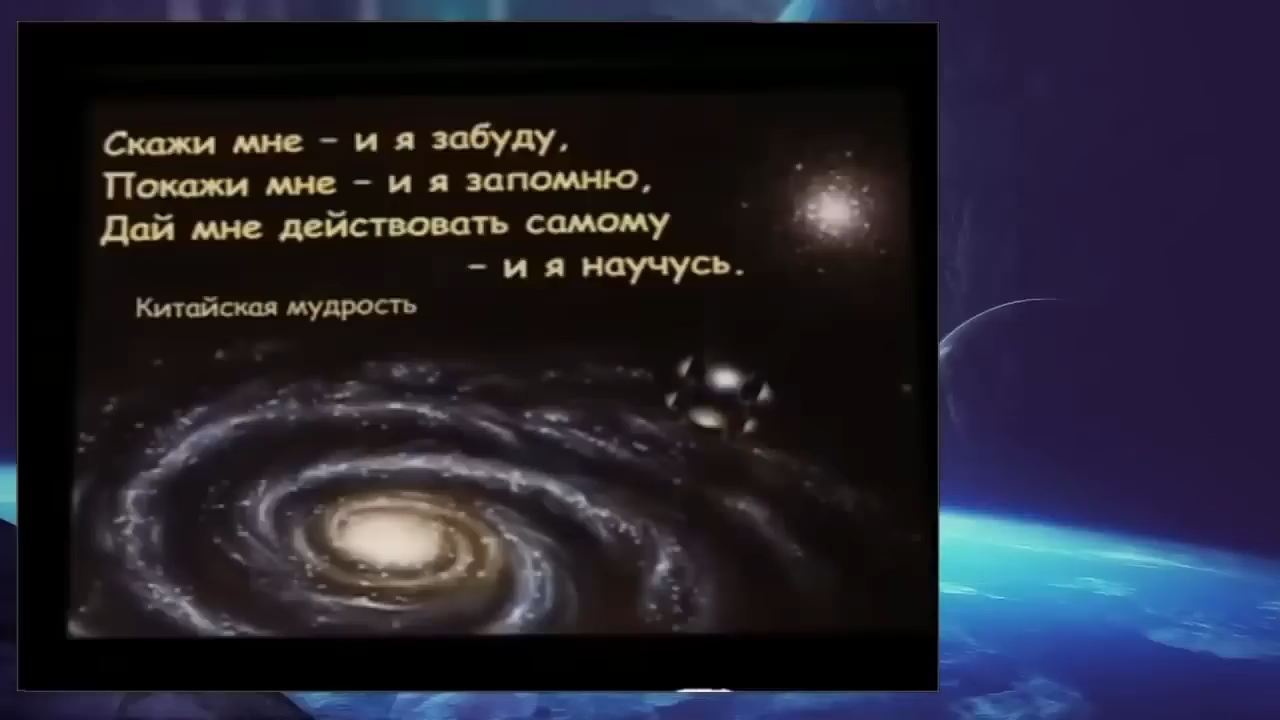 Скажи мне – и я забуду,
Покажи мне – и я запомню,
Дай мне действовать самому
– и я научусь.
Китайская мудрость